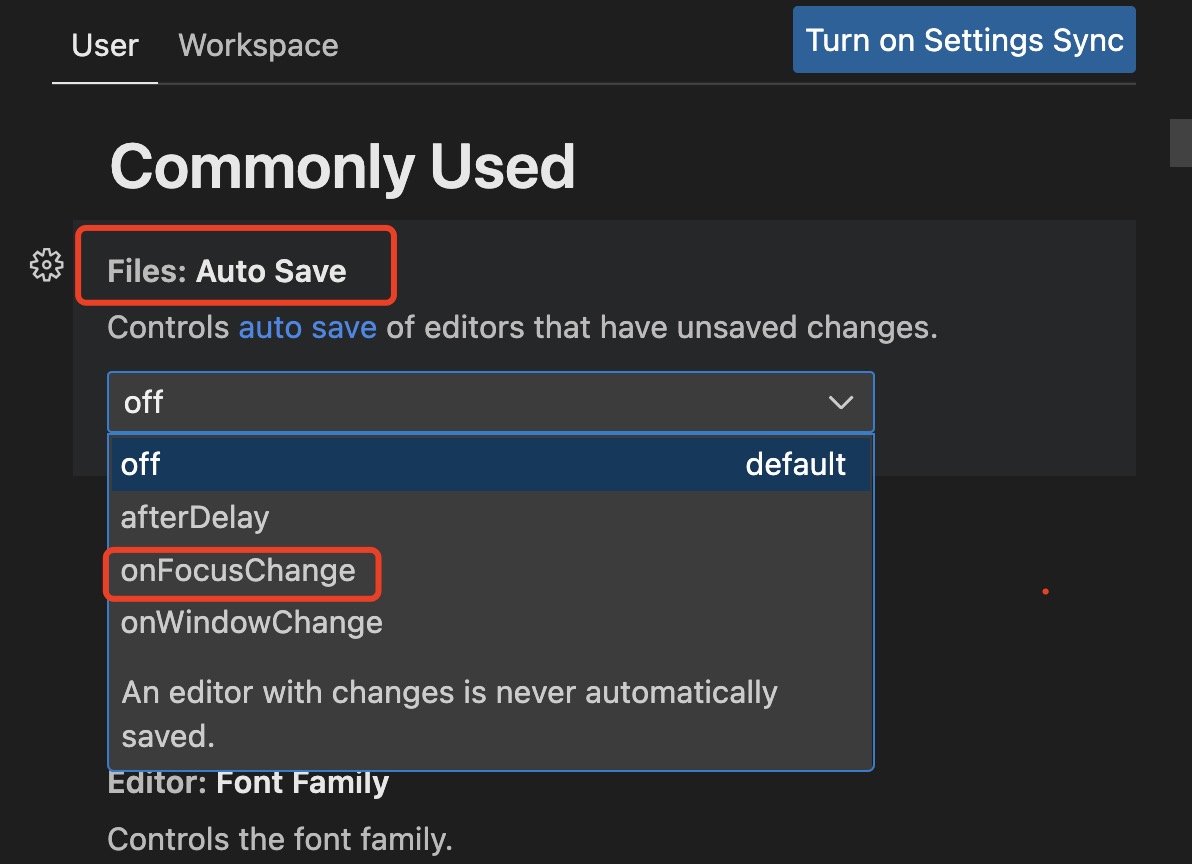 User Workspace Turn on Settings Sync
Commonly Used
Files: Auto Save
Controls auto save of editors that have unsaved changes.
off
off default
afterDelay
onFocusChange
onWindowChange
An editor with changes is never automatically
saved.
Editor: Font Family
Controls the font family.